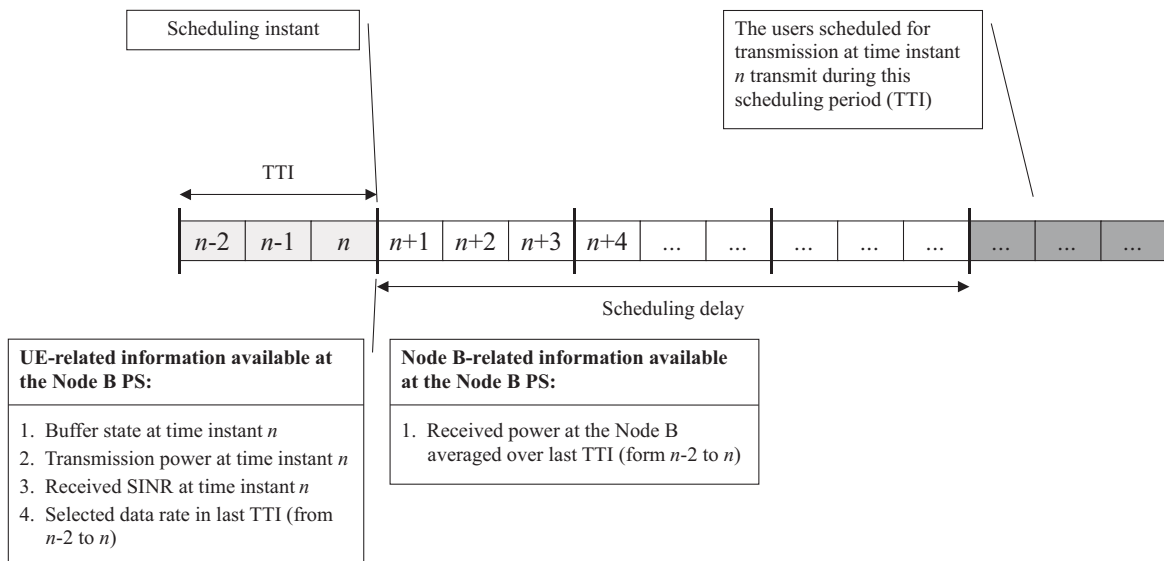 Scheduling instant
The users scheduled for
transmission at time instant
n transmit during this
scheduling period (TTI)
TTI
n-2 n-1 n n+1 n+2 n+3 n+4 ... ... ... ... ... ... ... ...
Scheduling delay
UE-related information available at
the Node B PS:
1. Buffer state at time instant n
2. Transmission power at time instant n
3. Received SINR at time instant n
4. Selected data rate in last TTI (from
n-2 to n)
Node B-related information available
at the Node B PS:
1. Received power at the Node B
averaged over last TTI (form n-2 to n)